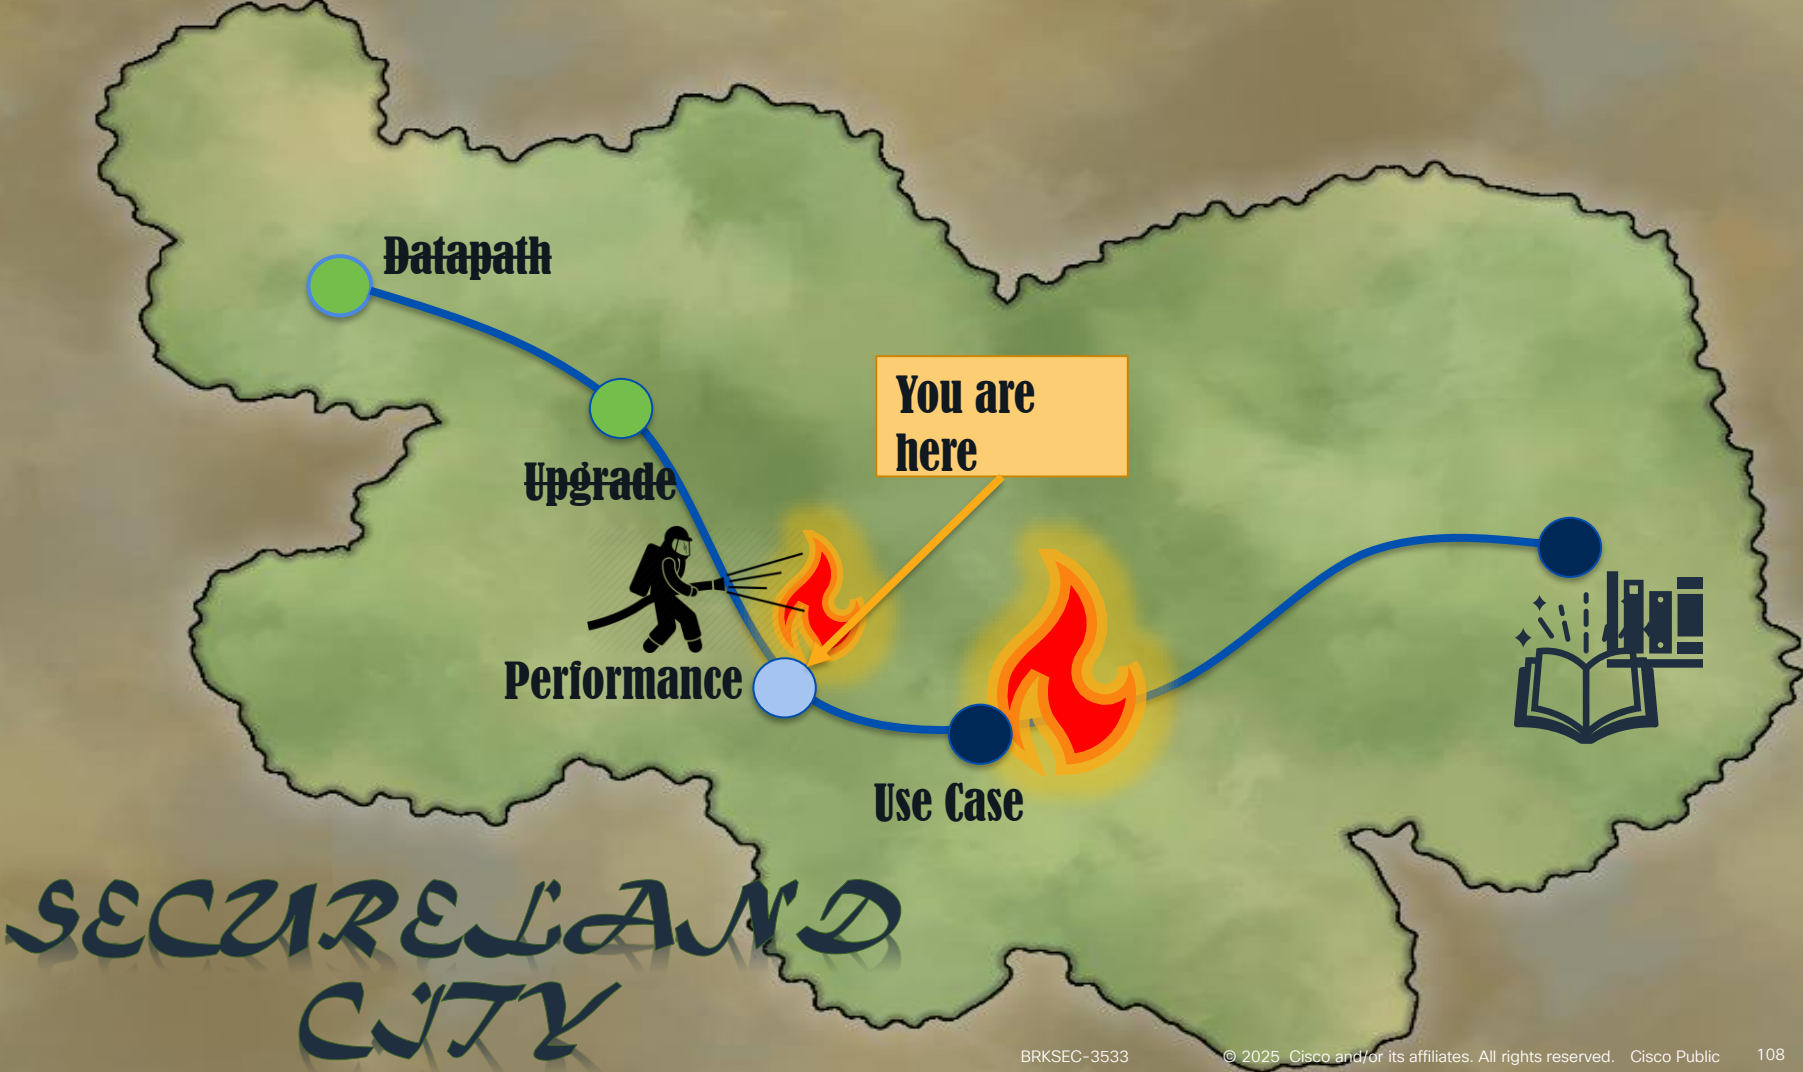 Datapath
You are
here
Upgrade
Performance
Use Case
SECURELAND
CITY
BRKSEC-3533
© 2025 Cisco and/or its affiliates. All rights reserved. Cisco Public
108